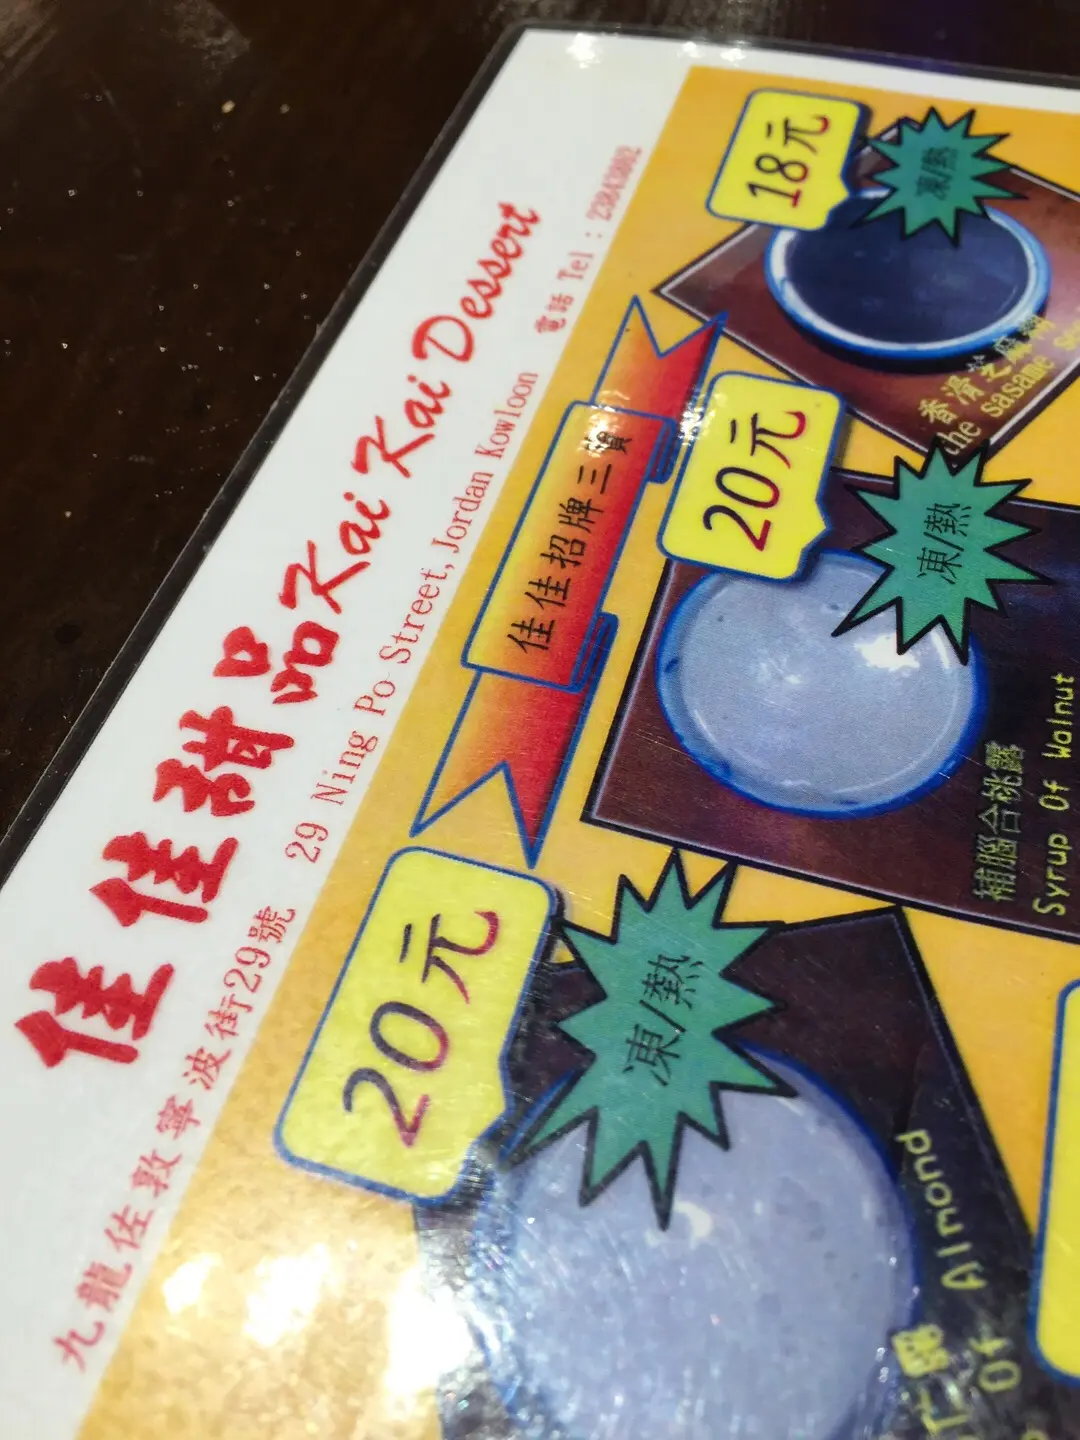 佳佳甜品 Kai Kai Dessert
九龍佐敦寧波街29號 29 Ning Po Street, Jordan Kowloon 電話 Tel : 23843862
佳佳招牌三寶
18元
凍/熱
香滑芝麻糊
the sasame
20元
凍/熱
補腦合桃露
Syrup Of Walnut
20元
凍/熱
仁露
Of Almond